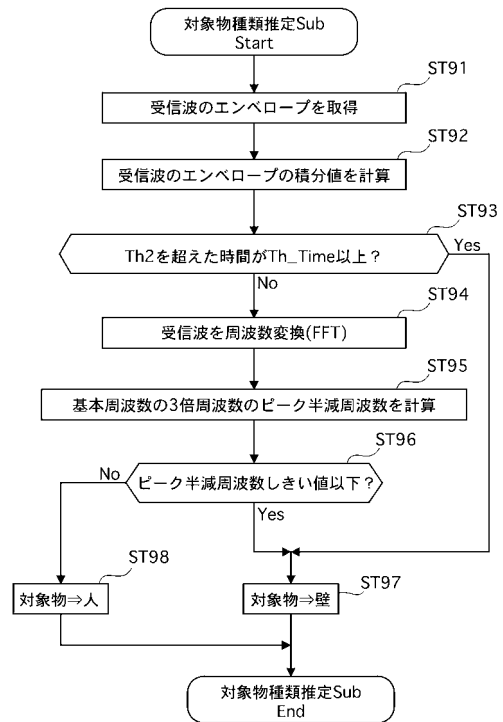 対象物種類推定Sub
Start
ST91
受信波のエンベロープを取得
ST92
受信波のエンベロープの積分値を計算
ST93
Th2を超えた時間がTh_Time以上？
Yes
No
ST94
受信波を周波数変換(FFT)
ST95
基本周波数の3倍周波数のピーク半減周波数を計算
ST96
No
ピーク半減周波数しきい値以下？
Yes
ST98
対象物⇒人
ST97
対象物⇒壁
対象物種類推定Sub
End